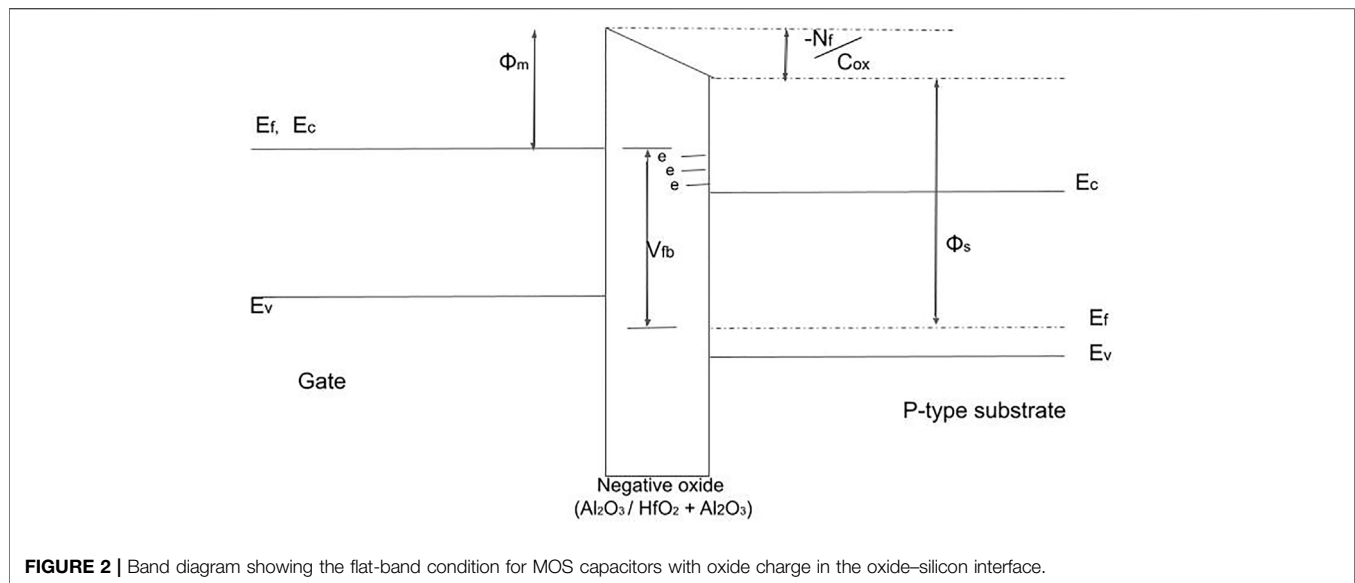 -Nf/Cox
Φm
Ef, Ec
e
e
e
Ec
Vfb
Φs
Ev
Ef
Ev
Gate
P-type substrate
Negative oxide
(Al₂O₃ / HfO₂ + Al₂O₃)
FIGURE 2 | Band diagram showing the flat-band condition for MOS capacitors with oxide charge in the oxide–silicon interface.